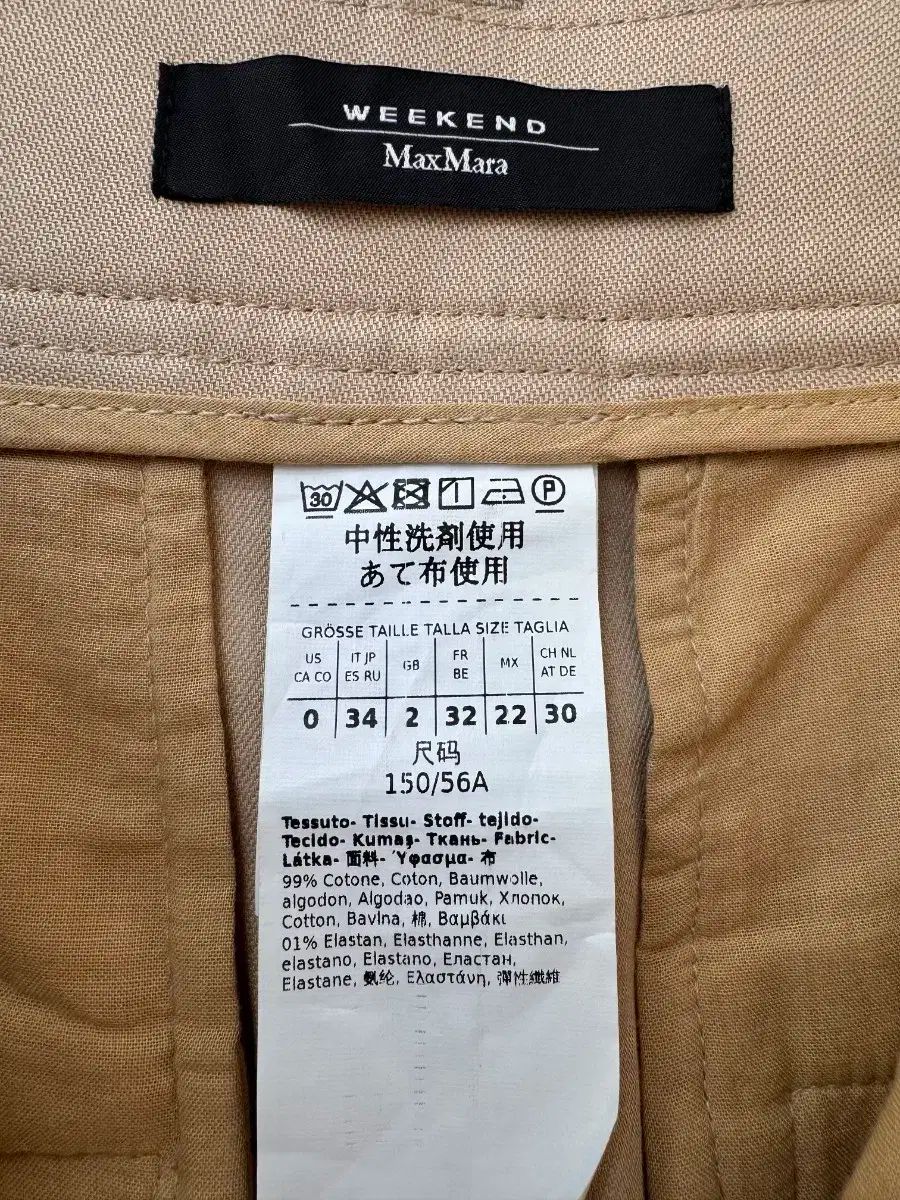 WEEKEND
MaxMara
30 P
中性洗剤使用
あて布使用
GRÖSSE TAILLE TALLA SIZE TAGLIA
US CA CO IT JP ES RU GB FR BE MX CH NL AT DE
0 34 2 32 22 30
尺码
150/56A
Tessuto- Tissu- Stoff- tejido-
Tecido- Kumaş- Ткань- Fabric-
Látka- 面料- Ύφασμα- 布
99% Cotone, Coton, Baumwolle,
algodon, Algodao, Pamuk, Хлопок,
Cotton, Bavlna, 棉, Βαμβάκι
01% Elastan, Elasthanne, Elasthan,
elastano, Elastano, Еластан,
Elastane, 氨纶, Ελαστάνη, 彈性纖維